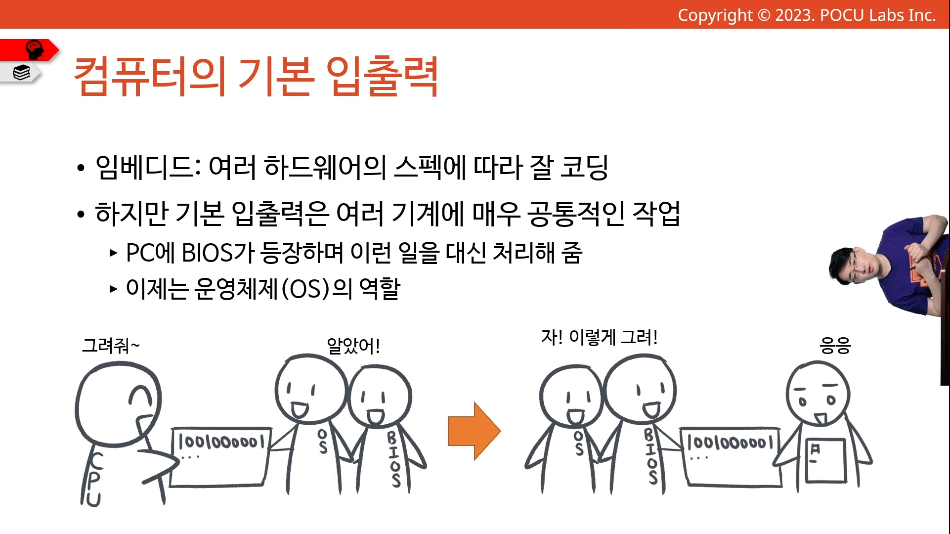 Copyright © 2023. POCU Labs Inc.
컴퓨터의 기본 입출력
• 임베디드: 여러 하드웨어의 스펙에 따라 잘 코딩
• 하지만 기본 입출력은 여러 기계에 매우 공통적인 작업
▸ PC에 BIOS가 등장하며 이런 일을 대신 처리해 줌
▸ 이제는 운영체제(OS)의 역할
그려줘~
알았어!
자! 이렇게 그려!
응응
CPU
100100001
...
OS
BIOS
OS
BIOS
100100001
...
A